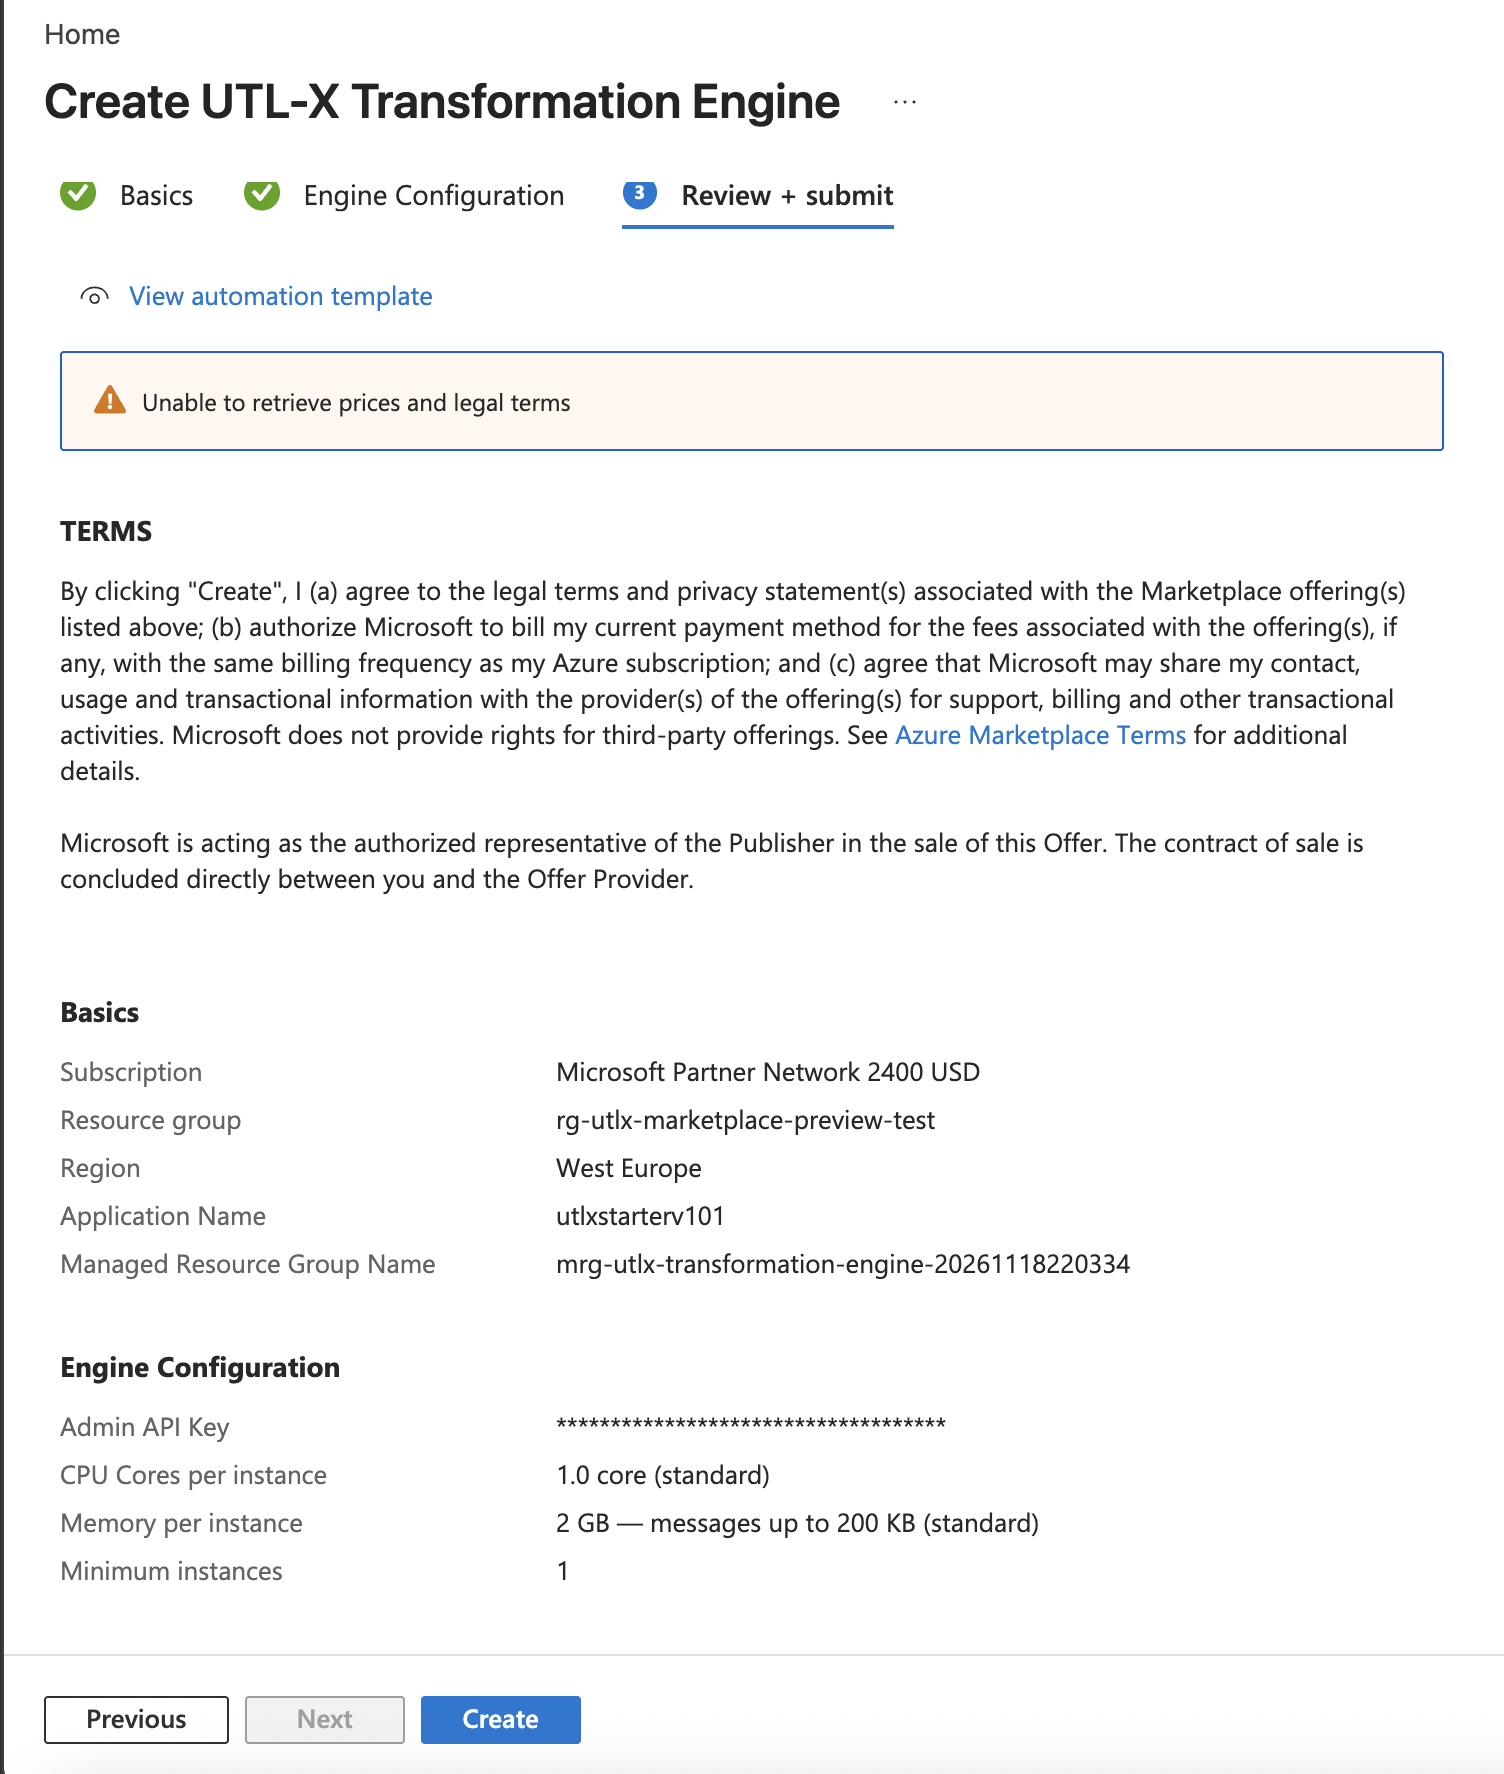 Home
Create UTL-X Transformation Engine ...
Basics Engine Configuration 3 Review + submit
View automation template
Unable to retrieve prices and legal terms
TERMS
By clicking "Create", I (a) agree to the legal terms and privacy statement(s) associated with the Marketplace offering(s)
listed above; (b) authorize Microsoft to bill my current payment method for the fees associated with the offering(s), if
any, with the same billing frequency as my Azure subscription; and (c) agree that Microsoft may share my contact,
usage and transactional information with the provider(s) of the offering(s) for support, billing and other transactional
activities. Microsoft does not provide rights for third-party offerings. See Azure Marketplace Terms for additional
details.
Microsoft is acting as the authorized representative of the Publisher in the sale of this Offer. The contract of sale is
concluded directly between you and the Offer Provider.
Basics
Subscription Microsoft Partner Network 2400 USD
Resource group rg-utlx-marketplace-preview-test
Region West Europe
Application Name utlxstarterv101
Managed Resource Group Name mrg-utlx-transformation-engine-20261118220334
Engine Configuration
Admin API Key ************************************
CPU Cores per instance 1.0 core (standard)
Memory per instance 2 GB — messages up to 200 KB (standard)
Minimum instances 1
Previous Next Create